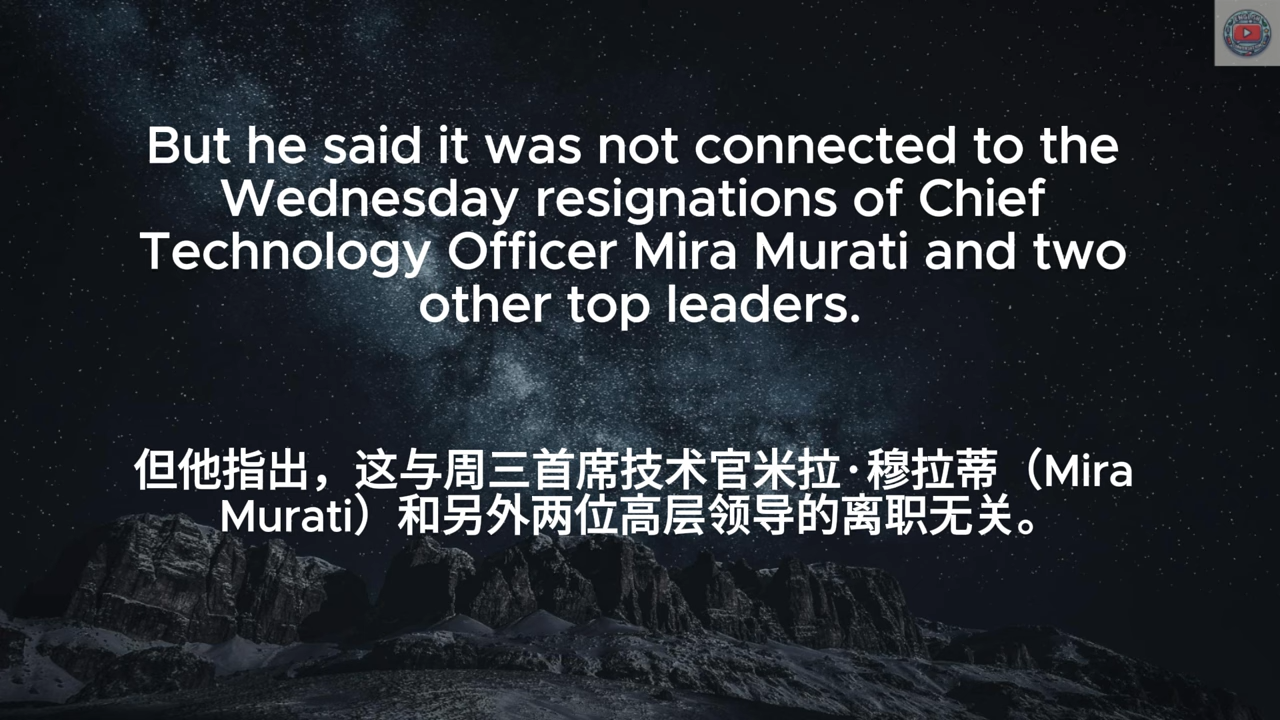 But he said it was not connected to the
Wednesday resignations of Chief
Technology Officer Mira Murati and two
other top leaders.
但他指出，这与周三首席技术官米拉·穆拉蒂（Mira
Murati）和另外两位高层领导的离职无关。